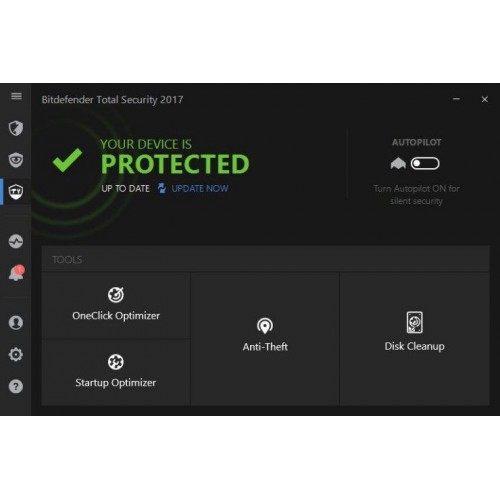 Bitdefender Total Security 2017
YOUR DEVICE IS
PROTECTED
UP TO DATE UPDATE NOW
AUTOPILOT
Turn Autopilot ON for
silent security
TOOLS
OneClick Optimizer
Startup Optimizer
Anti-Theft
Disk Cleanup